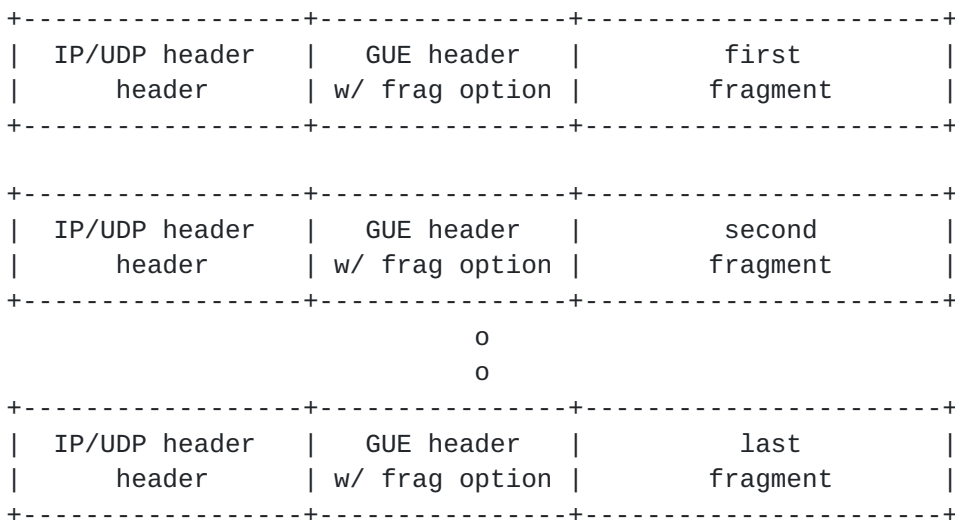 +------------------+----------------+-----------------------+
|  IP/UDP header   |   GUE header   |         first         |
|      header      | w/ frag option |        fragment       |
+------------------+----------------+-----------------------+
+------------------+----------------+-----------------------+
|  IP/UDP header   |   GUE header   |         second        |
|      header      | w/ frag option |        fragment       |
+------------------+----------------+-----------------------+
o
o
+------------------+----------------+-----------------------+
|  IP/UDP header   |   GUE header   |        last           |
|      header      | w/ frag option |        fragment       |
+------------------+----------------+-----------------------+